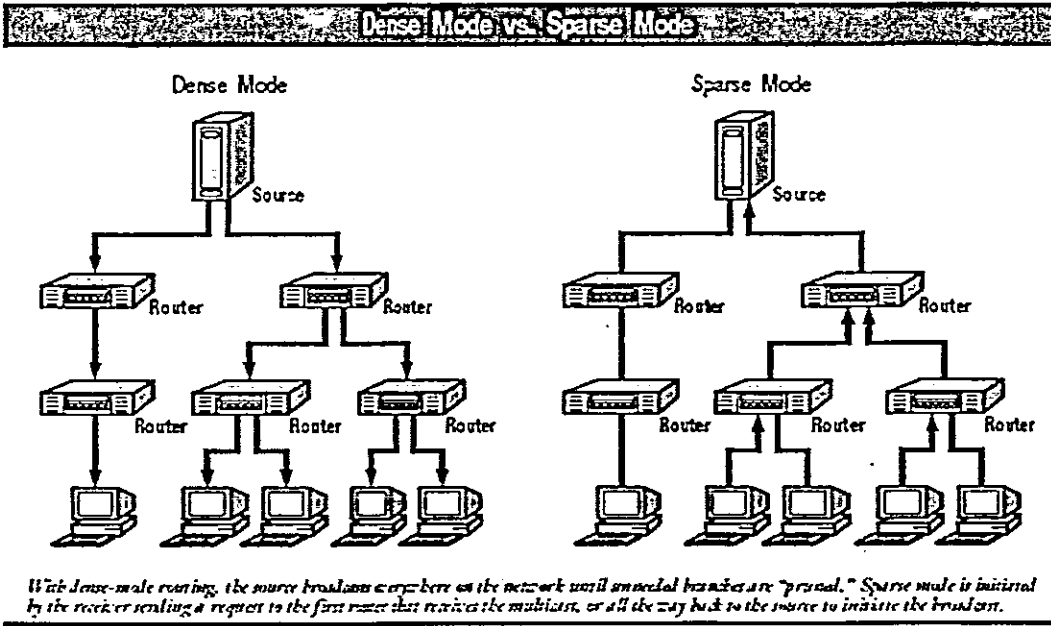 Dense Mode vs. Sparse Mode
Dense Mode
Sparse Mode
Source
Source
Router
Router
Router
Router
Router
Router
Router
Router
Router
Router
With dense-mode routing, the source broadcasts everywhere on the network until unneeded branches are "pruned." Sparse mode is initiated
by the receiver sending a request to the first router that receives the multicast, or all the way back to the source to initiate the broadcast.